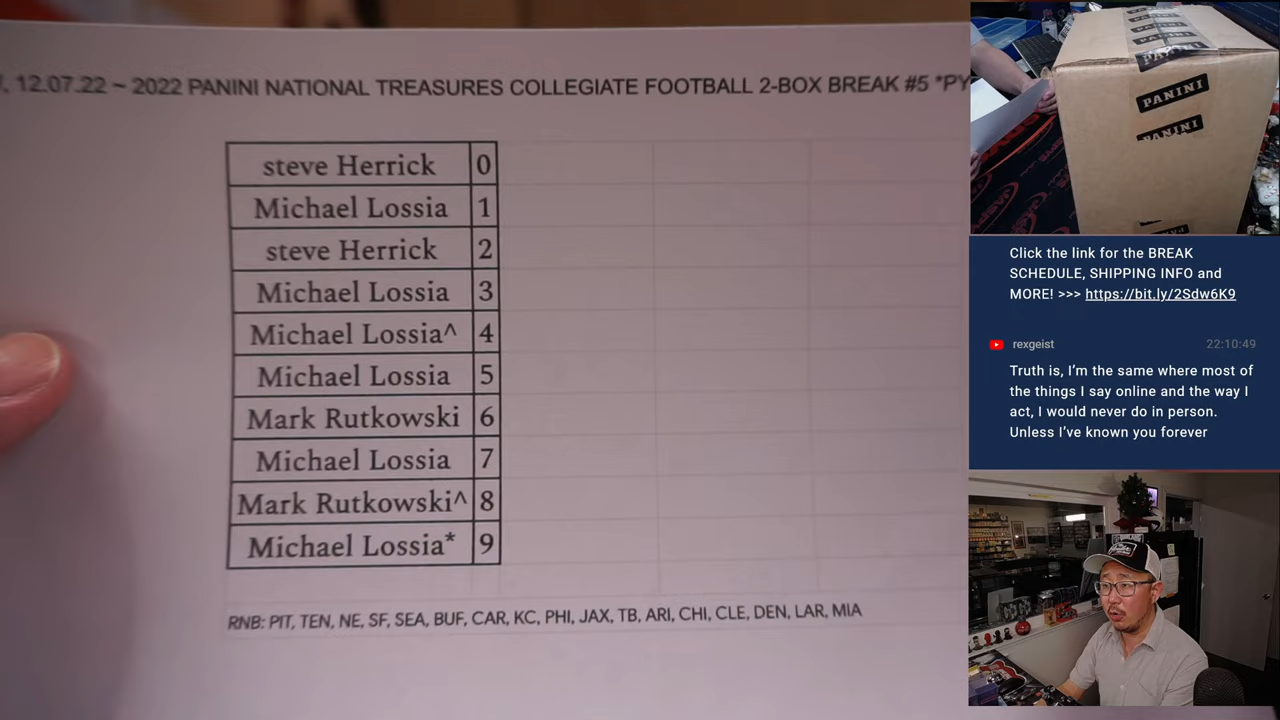 12.07.22 ~ 2022 PANINI NATIONAL TREASURES COLLEGIATE FOOTBALL 2-BOX BREAK #5 *PY
steve Herrick 0
Michael Lossia 1
steve Herrick 2
Michael Lossia 3
Michael Lossia^ 4
Michael Lossia 5
Mark Rutkowski 6
Michael Lossia 7
Mark Rutkowski^ 8
Michael Lossia* 9
RNB: PIT, TEN, NE, SF, SEA, BUF, CAR, KC, PHI, JAX, TB, ARI, CHI, CLE, DEN, LAR, MIA
PANINI
PANINI
PANINI
PANINI
Click the link for the BREAK
SCHEDULE, SHIPPING INFO and
MORE! >>> https://bit.ly/2Sdw6K9
rexgeist 22:10:49
Truth is, I'm the same where most of
the things I say online and the way I
act, I would never do in person.
Unless I've known you forever